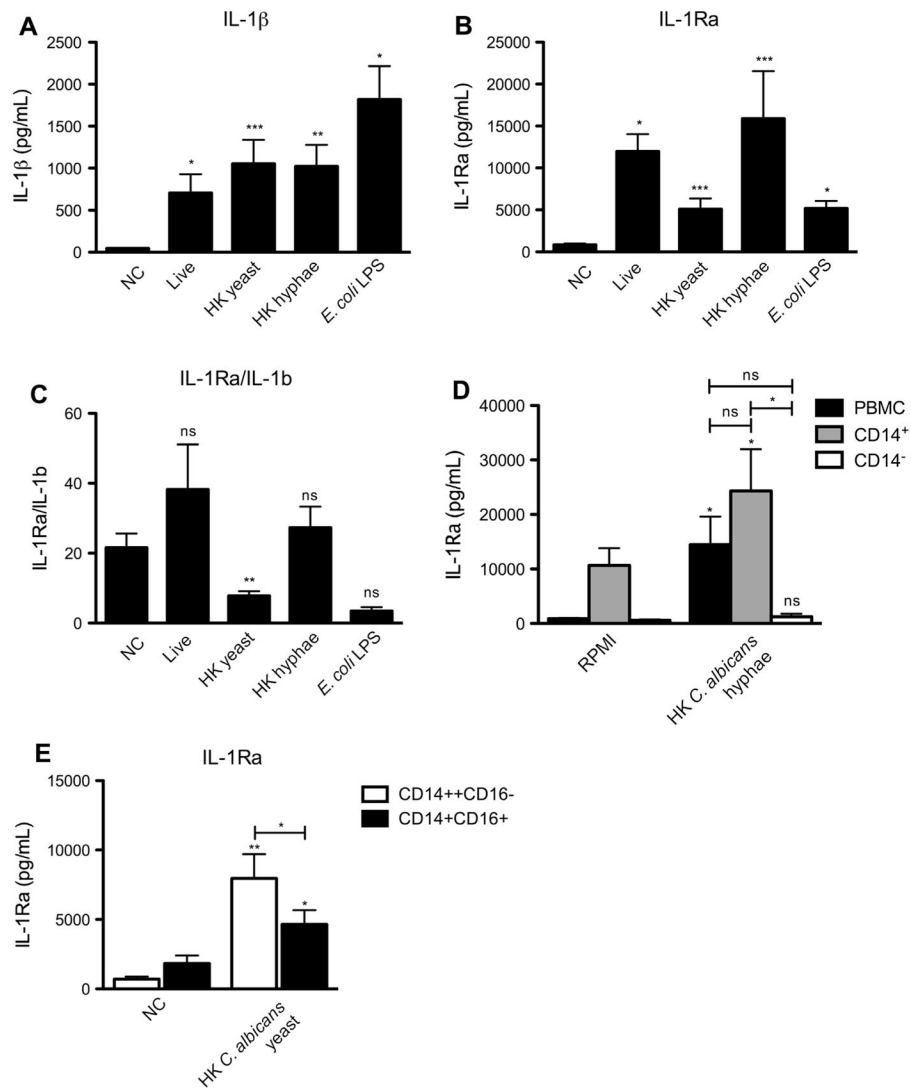 A
IL-1β
IL-1β (pg/mL)
2500
2000
1500
1000
500
0
*
***
**
*
NC
Live
HK yeast
HK hyphae
E. coli LPS
B
IL-1Ra
IL-1Ra (pg/mL)
25000
20000
15000
10000
5000
0
*
***
***
*
NC
Live
HK yeast
HK hyphae
E. coli LPS
C
IL-1Ra/IL-1b
IL-1Ra/IL-1b
60
40
20
0
ns
**
ns
ns
NC
Live
HK yeast
HK hyphae
E. coli LPS
D
IL-1Ra (pg/mL)
40000
30000
20000
10000
0
ns
ns
*
*
*
ns
RPMI
HK C. albicans
hyphae
PBMC
CD14+
CD14-
E
IL-1Ra
IL-1Ra (pg/mL)
15000
10000
5000
0
*
**
*
NC
HK C. albicans
yeast
CD14++CD16-
CD14+CD16+